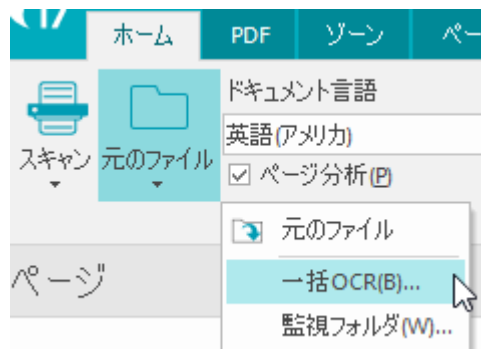 17
ホーム PDF ゾーン
ドキュメント言語
英語(アメリカ)
スキャン 元のファイル
ページ分析(P)
元のファイル
ページ
一括OCR(B)...
監視フォルダ(W)...